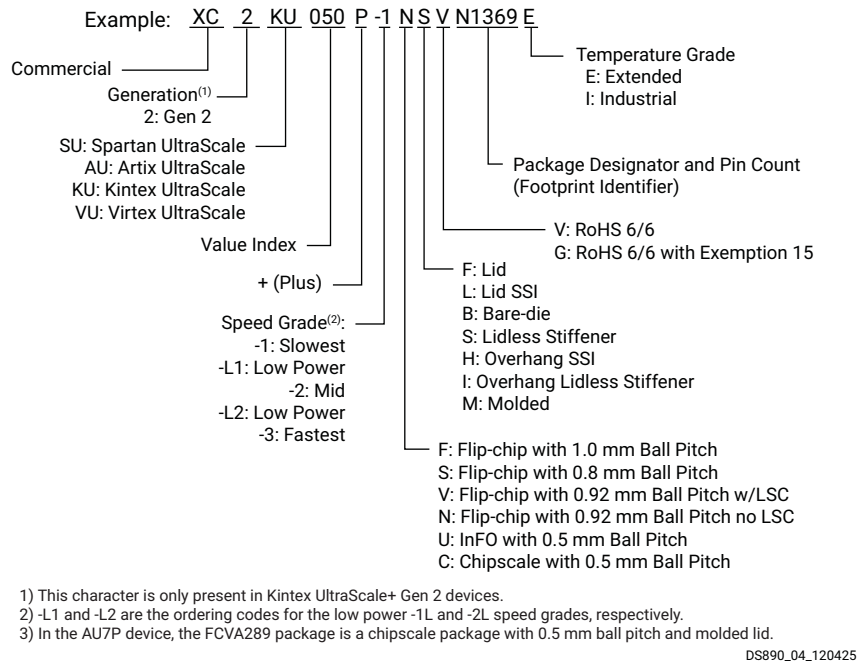 Example: XC 2 KU 050 P -1 N S V N1369 E
Commercial
Generation(1)
2: Gen 2
SU: Spartan UltraScale
AU: Artix UltraScale
KU: Kintex UltraScale
VU: Virtex UltraScale
Value Index
+ (Plus)
Speed Grade(2):
-1: Slowest
-L1: Low Power
-2: Mid
-L2: Low Power
-3: Fastest
Temperature Grade
E: Extended
I: Industrial
Package Designator and Pin Count
(Footprint Identifier)
V: RoHS 6/6
G: RoHS 6/6 with Exemption 15
F: Lid
L: Lid SSI
B: Bare-die
S: Lidless Stiffener
H: Overhang SSI
I: Overhang Lidless Stiffener
M: Molded
F: Flip-chip with 1.0 mm Ball Pitch
S: Flip-chip with 0.8 mm Ball Pitch
V: Flip-chip with 0.92 mm Ball Pitch w/LSC
N: Flip-chip with 0.92 mm Ball Pitch no LSC
U: InFO with 0.5 mm Ball Pitch
C: Chipscale with 0.5 mm Ball Pitch
1) This character is only present in Kintex UltraScale+ Gen 2 devices.
2) -L1 and -L2 are the ordering codes for the low power -1L and -2L speed grades, respectively.
3) In the AU7P device, the FCVA289 package is a chipscale package with 0.5 mm ball pitch and molded lid.
DS890_04_120425